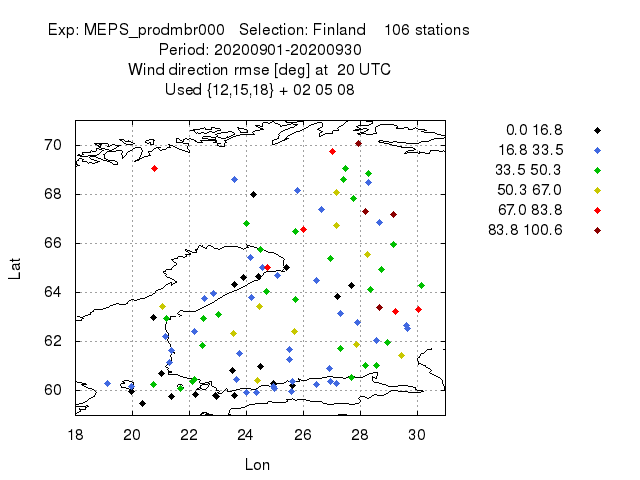 Exp: MEPS_prodmbr000   Selection: Finland    106 stations
Period: 20200901-20200930
Wind direction rmse [deg] at  20 UTC
Used {12,15,18} + 02 05 08
0.0 16.8
16.8 33.5
33.5 50.3
50.3 67.0
67.0 83.8
83.8 100.6
70
68
66
64
62
60
Lat
18 20 22 24 26 28 30
Lon